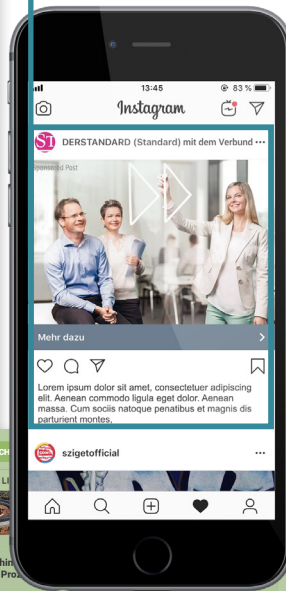 13:45
83 %
Instagram
ST
DERSTANDARD (Standard) mit dem Verbund
Sponsored Post
Mehr dazu
Lorem ipsum dolor sit amet, consectetuer adipiscing
elit. Aenean commodo ligula eget dolor. Aenean
massa. Cum sociis natoque penatibus et magnis dis
parturient montes,
szigetofficial